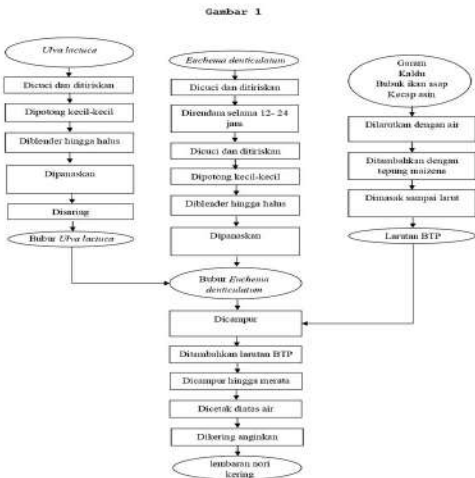 Gambar 1
Ulva lactuca
Dicuci dan ditiriskan
Dipotong kecil-kecil
Diblender hingga halus
Dipanaskan
Disaring
Bubur Ulva lactuca
Euchema denticulatum
Dicuci dan ditiriskan
Direndam selama 12- 24
jam
Dicuci dan ditiriskan
Dipotong kecil-kecil
Diblender hingga halus
Dipanaskan
Bubur Euchema
denticulatum
Garam
Kaldu
Bubuk ikan asap
Kecap asin
Dilarutkan dengan air
Ditambahkan dengan
tepung maizena
Dimasak sampai larut
Larutan BTP
Dicampur
Ditambahkan larutan BTP
Dicampur hingga merata
Dicetak diatas air
Dikering anginkan
lembaran nori
kering